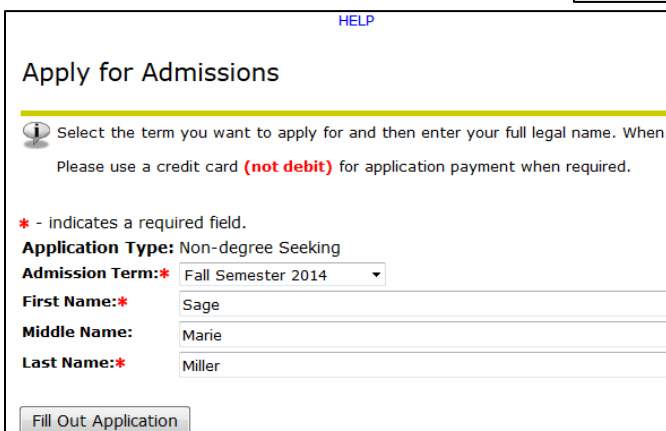 HELP
Apply for Admissions
Select the term you want to apply for and then enter your full legal name. When
Please use a credit card (not debit) for application payment when required.
* - indicates a required field.
Application Type: Non-degree Seeking
Admission Term:* Fall Semester 2014
First Name:* Sage
Middle Name: Marie
Last Name:* Miller
Fill Out Application